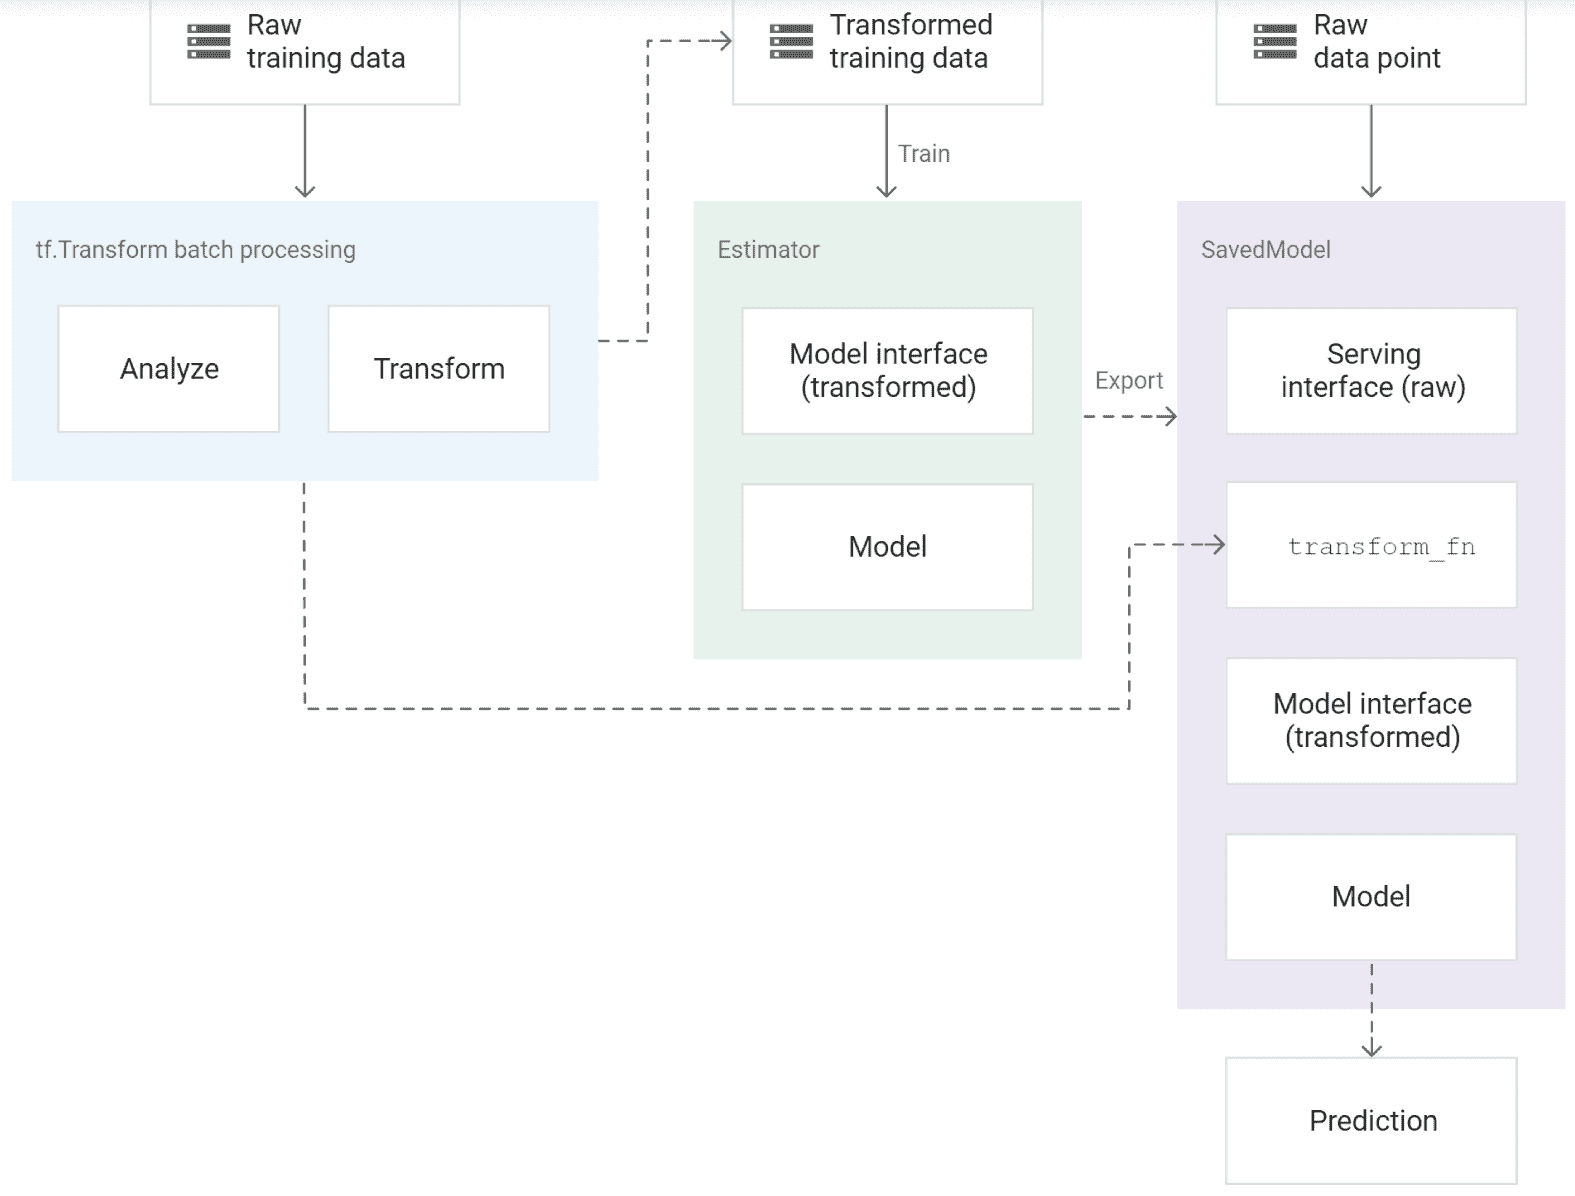 Raw
training data
Transformed
training data
Raw
data point
Train
tf.Transform batch processing
Analyze
Transform
Estimator
Model interface
(transformed)
Model
Export
SavedModel
Serving
interface (raw)
transform_fn
Model interface
(transformed)
Model
Prediction